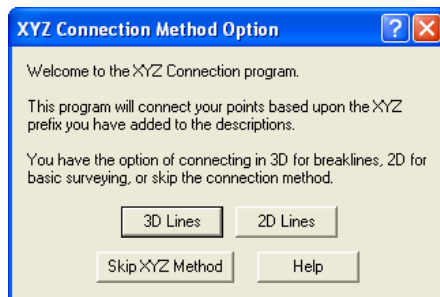 XYZ Connection Method Option
Welcome to the XYZ Connection program.
This program will connect your points based upon the XYZ
prefix you have added to the descriptions.
You have the option of connecting in 3D for breaklines, 2D for
basic surveying, or skip the connection method.
3D Lines
2D Lines
Skip XYZ Method
Help